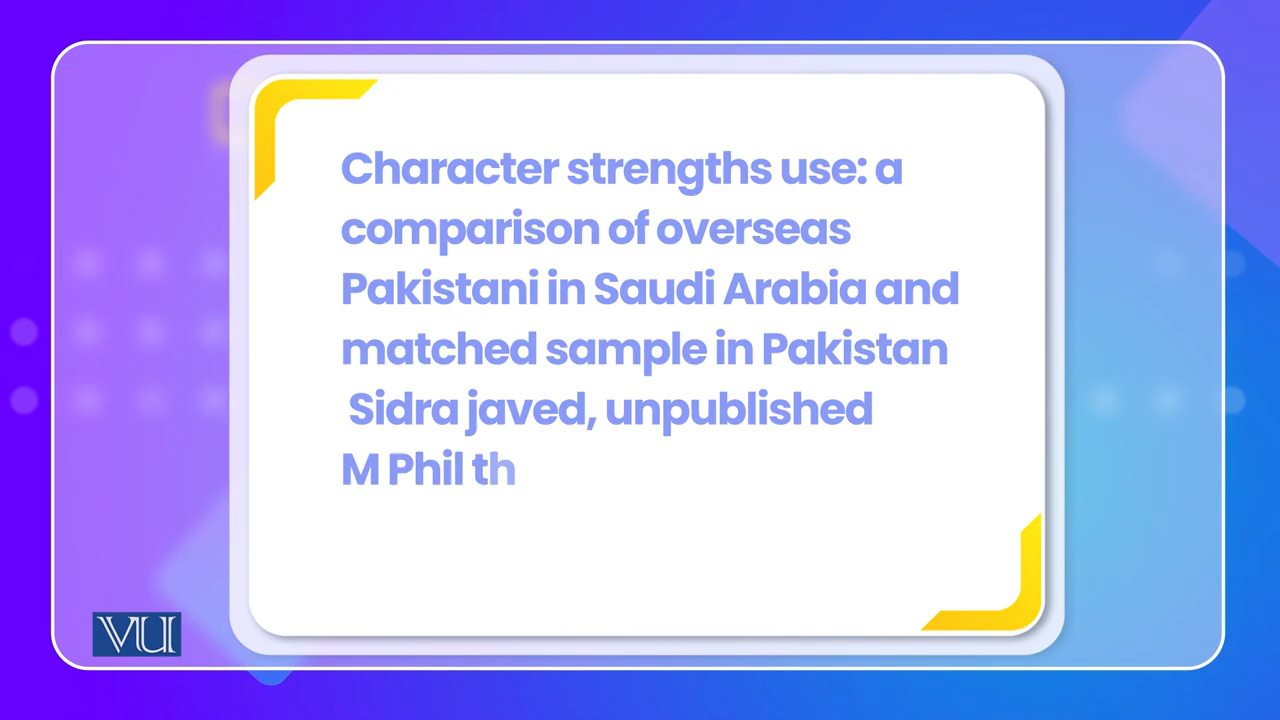 Character strengths use: a
comparison of overseas
Pakistani in Saudi Arabia and
matched sample in Pakistan
Sidra javed, unpublished
M Phil th
VU